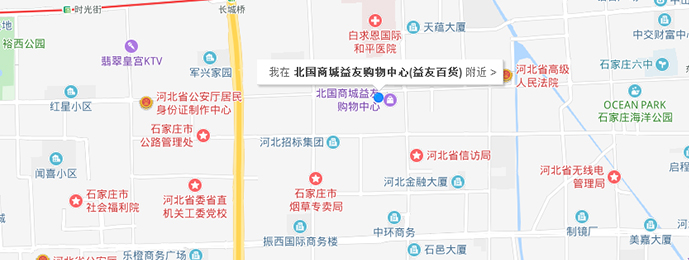 时光街
长城桥
白求恩国际
和平医院
天蕴大厦
中交财富中心
裕西公园
翡翠皇宫KTV
军兴家园
我在 北国商城益友购物中心(益友百货) 附近 >
河北省高级
人民法院
石家庄六中
红星小区
河北省公安厅居民
身份证制作中心
北国商城益友
购物中心
OCEAN PARK
石家庄海洋公园
石家庄市
公路管理处
河北招标集团
河北省信访局
闻喜小区
启程
石家庄市
社会福利院
河北省委省直
机关工委党校
石家庄市
烟草专卖局
河北金融大厦
河北省无线电
管理局
振西国际商务楼
中环商务
石邑大厦
制镜厂
美嘉大厦
河北省公安厅
乐橙商务广场